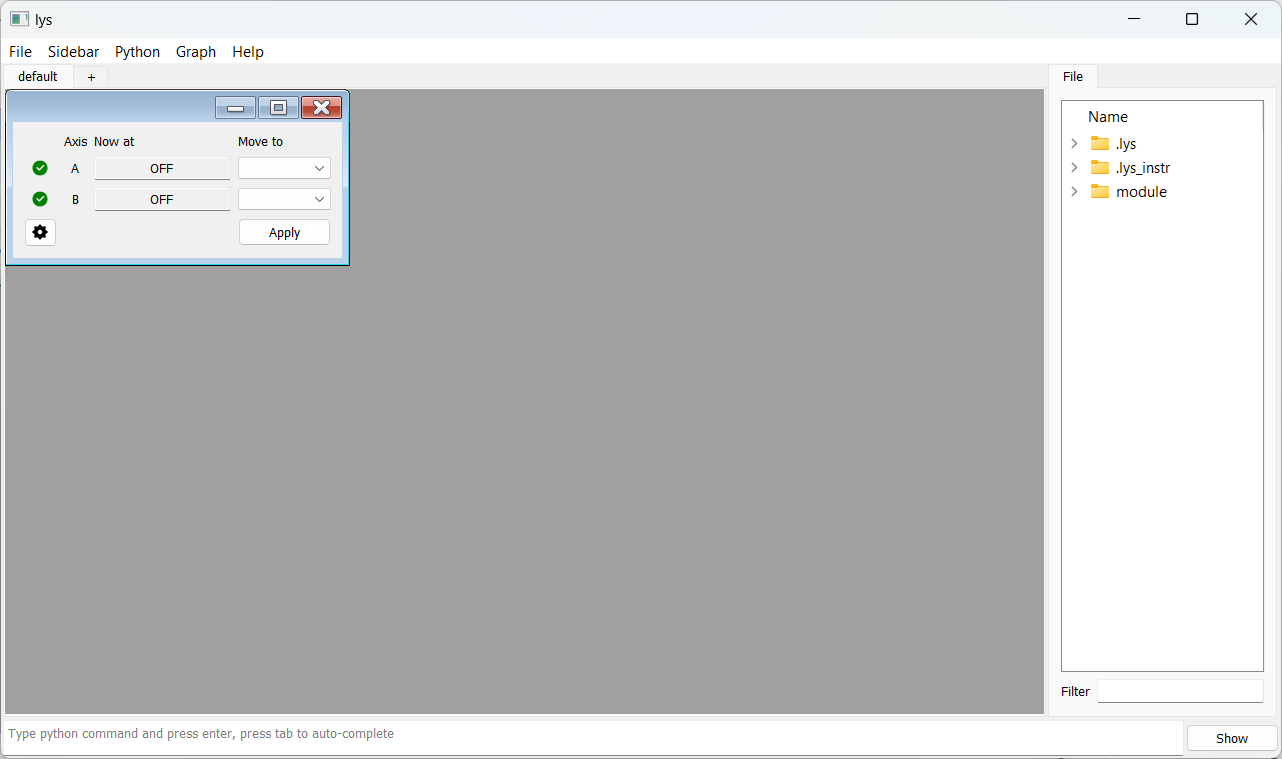 lys
File Sidebar Python Graph Help
default +
File
Axis Now at Move to
A OFF
B OFF
Apply
Name
.lys
.lys_instr
module
Filter
Type python command and press enter, press tab to auto-complete
Show